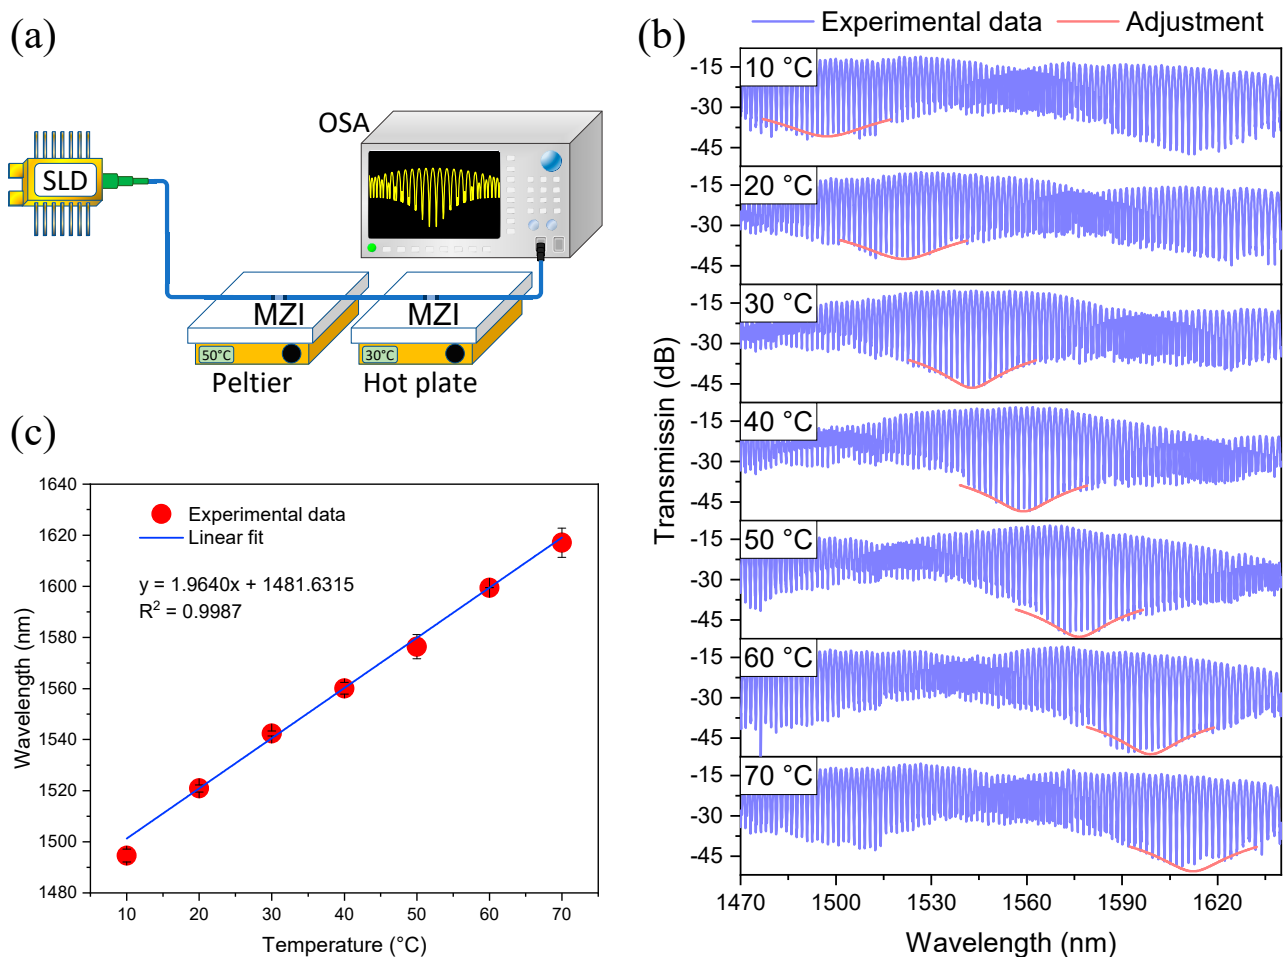 (a)
SLD
OSA
MZI
MZI
50°C
30°C
Peltier
Hot plate
(b)
Experimental data
Adjustment
10 °C
20 °C
30 °C
40 °C
50 °C
60 °C
70 °C
-15
-30
-45
-15
-30
-45
-15
-30
-45
-15
-30
-45
-15
-30
-45
-15
-30
-45
-15
-30
-45
Transmissin (dB)
1470 1500 1530 1560 1590 1620
Wavelength (nm)
(c)
Experimental data
Linear fit
y = 1.9640x + 1481.6315
R² = 0.9987
1640
1620
1600
1580
1560
1540
1520
1500
1480
Wavelength (nm)
10 20 30 40 50 60 70
Temperature (°C)